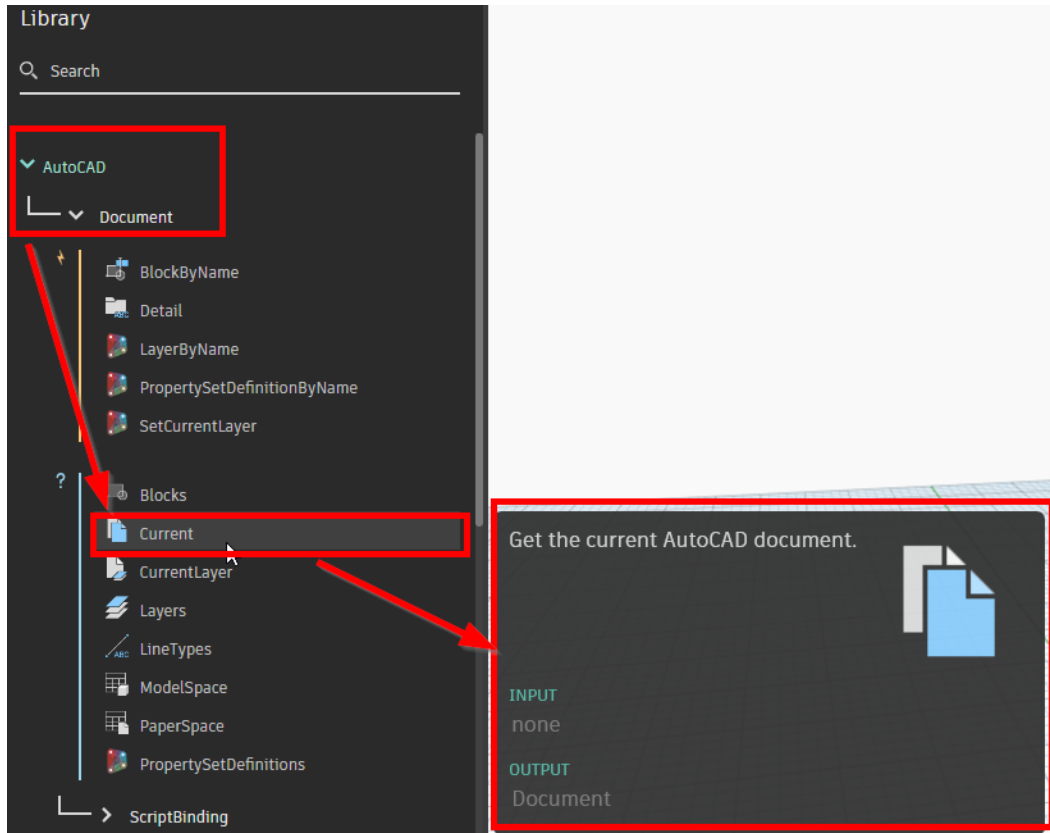 Library
Search
AutoCAD
Document
BlockByName
Detail
LayerByName
PropertySetDefinitionByName
SetCurrentLayer
?
Blocks
Current
CurrentLayer
Layers
ABC LineTypes
ModelSpace
PaperSpace
PropertySetDefinitions
ScriptBinding
Get the current AutoCAD document.
INPUT
none
OUTPUT
Document